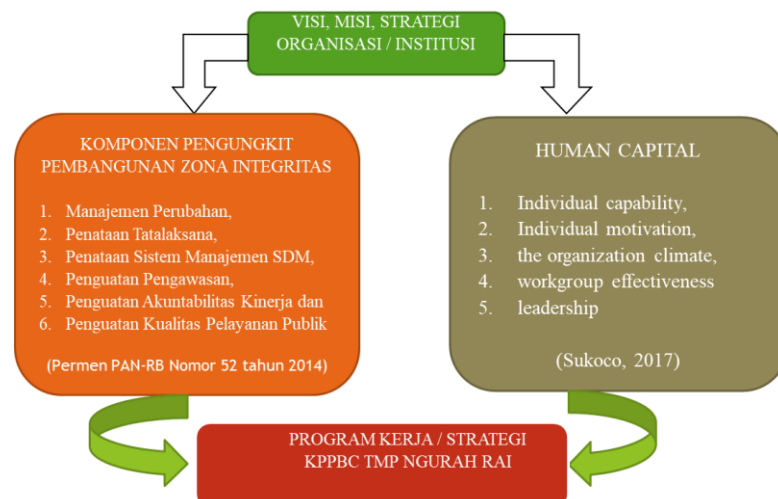 VISI, MISI, STRATEGI
ORGANISASI / INSTITUSI
KOMPONEN PENGUNGKIT
PEMBANGUNAN ZONA INTEGRITAS
1. Manajemen Perubahan,
2. Penataan Tatalaksana,
3. Penataan Sistem Manajemen SDM,
4. Penguatan Pengawasan,
5. Penguatan Akuntabilitas Kinerja dan
6. Penguatan Kualitas Pelayanan Publik
(Permen PAN-RB Nomor 52 tahun 2014)
HUMAN CAPITAL
1. Individual capability,
2. Individual motivation,
3. the organization climate,
4. workgroup effectiveness
5. leadership
(Sukoco, 2017)
PROGRAM KERJA / STRATEGI
KPPBC TMP NGURAH RAI